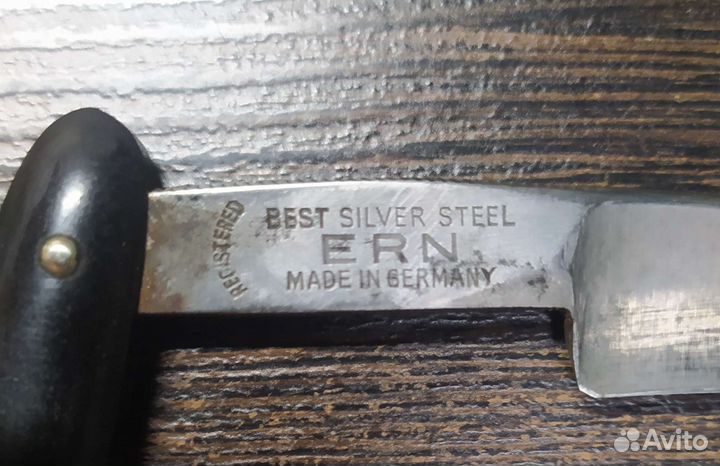 REGISTERED
BEST SILVER STEEL
ERN
MADE IN GERMANY
Avito